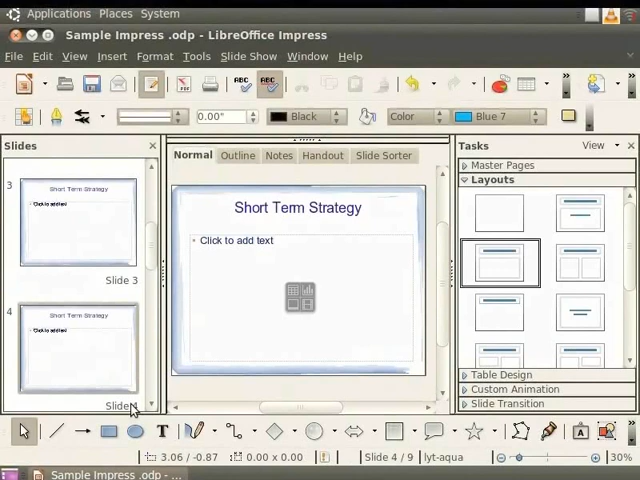 Applications Places System
Sample Impress .odp - LibreOffice Impress
File Edit View Insert Format Tools Slide Show Window Help
ABC ABC
0.00" Black Color Blue 7
Slides
Normal Outline Notes Handout Slide Sorter
Tasks View
Master Pages
Layouts
3
Short Term Strategy
Click to add text
Slide 3
4
Short Term Strategy
Click to add text
Slide 4
Short Term Strategy
Click to add text
Table Design
Custom Animation
Slide Transition
T
A
3.06 / -0.87 0.00 x 0.00 Slide 4 / 9 lyt-aqua 30%
Sample Impress .odp - ...